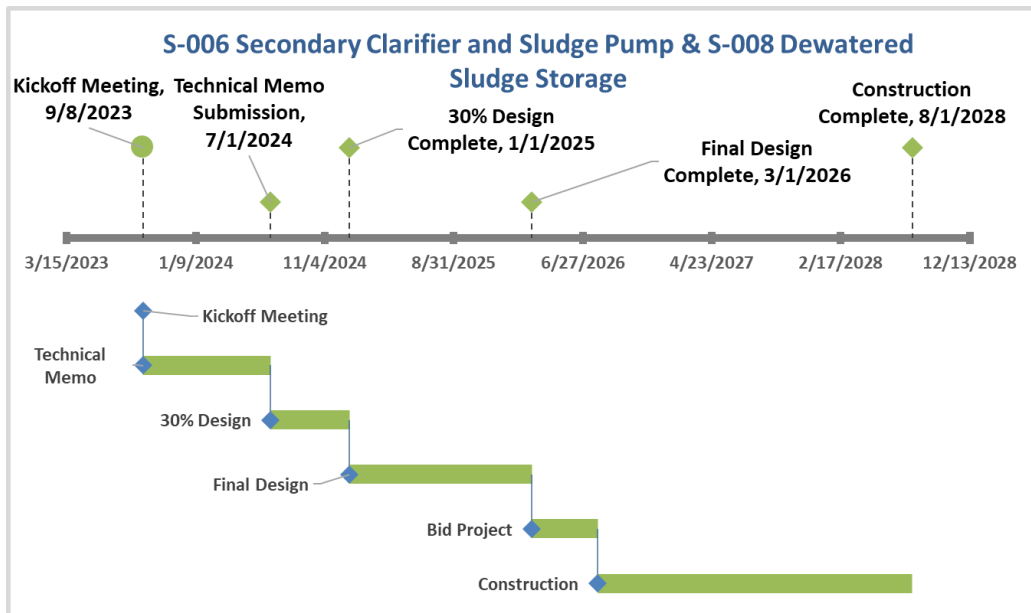 S-006 Secondary Clarifier and Sludge Pump & S-008 Dewatered
Sludge Storage
Kickoff Meeting,
9/8/2023
Technical Memo
Submission,
7/1/2024
30% Design
Complete, 1/1/2025
Final Design
Complete, 3/1/2026
Construction
Complete, 8/1/2028
3/15/2023
1/9/2024
11/4/2024
8/31/2025
6/27/2026
4/23/2027
2/17/2028
12/13/2028
Kickoff Meeting
Technical
Memo
30% Design
Final Design
Bid Project
Construction